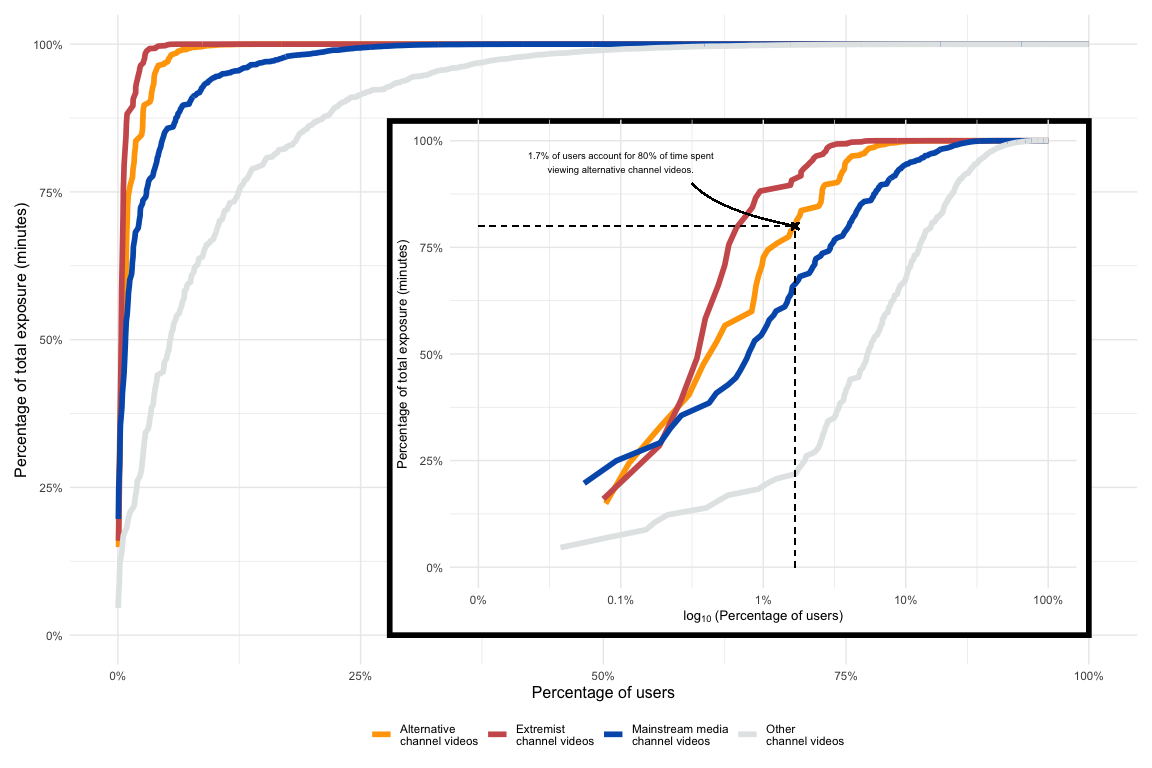 Percentage of total exposure (minutes)
100%
75%
50%
25%
0%
0%
25%
50%
75%
100%
Percentage of users
Percentage of total exposure (minutes)
100%
75%
50%
25%
0%
1.7% of users account for 80% of time spent
viewing alternative channel videos.
0%
0.1%
1%
10%
100%
log₁₀ (Percentage of users)
Alternative
channel videos
Extremist
channel videos
Mainstream media
channel videos
Other
channel videos